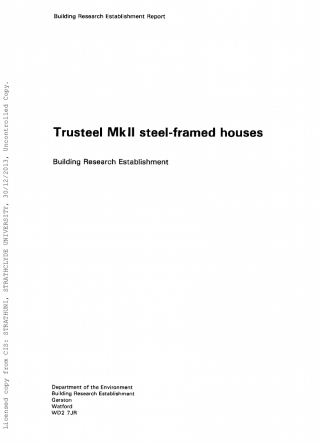 Building Research Establishment Report
Licensed copy from CIS: STRATHUNI, STRATHCLYDE UNIVERSITY, 30/12/2013, Uncontrolled Copy.
Trusteel MkII steel-framed houses
Building Research Establishment
Department of the Environment
Building Research Establishment
Garston
Watford
WD2 7JR